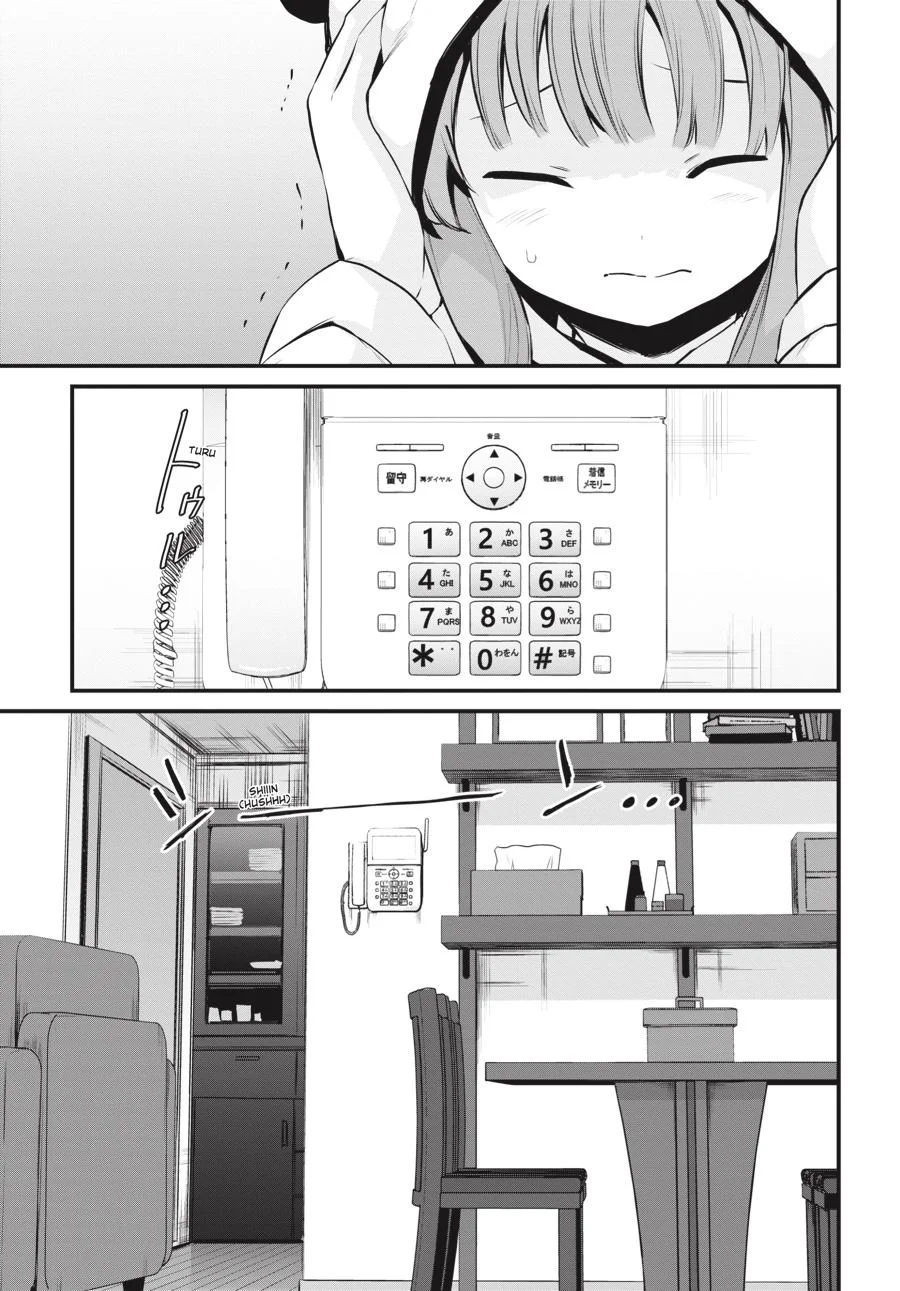 トゥルル
TURU
音量
留守
再ダイヤル
電話帳
着信
メモリー
1 あ
2 か ABC
3 さ DEF
4 た GHI
5 な JKL
6 は MNO
7 ま PQRS
8 や TUV
9 ら WXYZ
* ゛゜
0 わをん
# 記号
シーン…
SHIIIN
(HUSHHH)